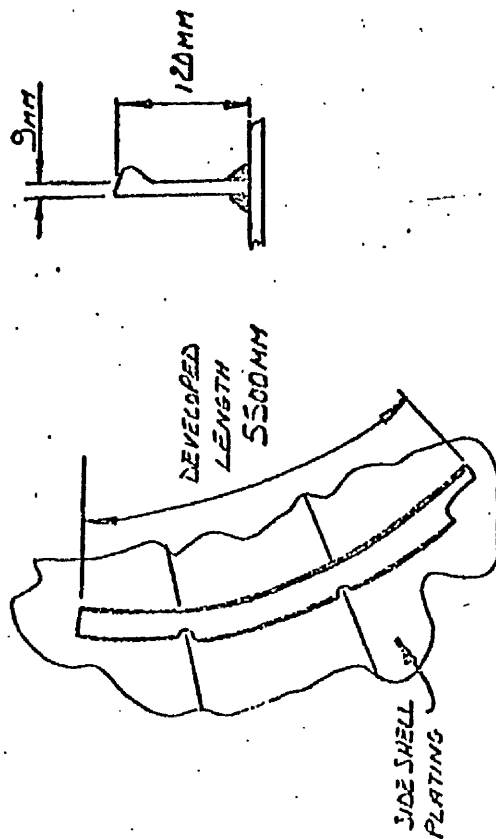 9MM
120MM
DEVELOPED
LENGTH
5500MM
SIDE SHELL
PLATING